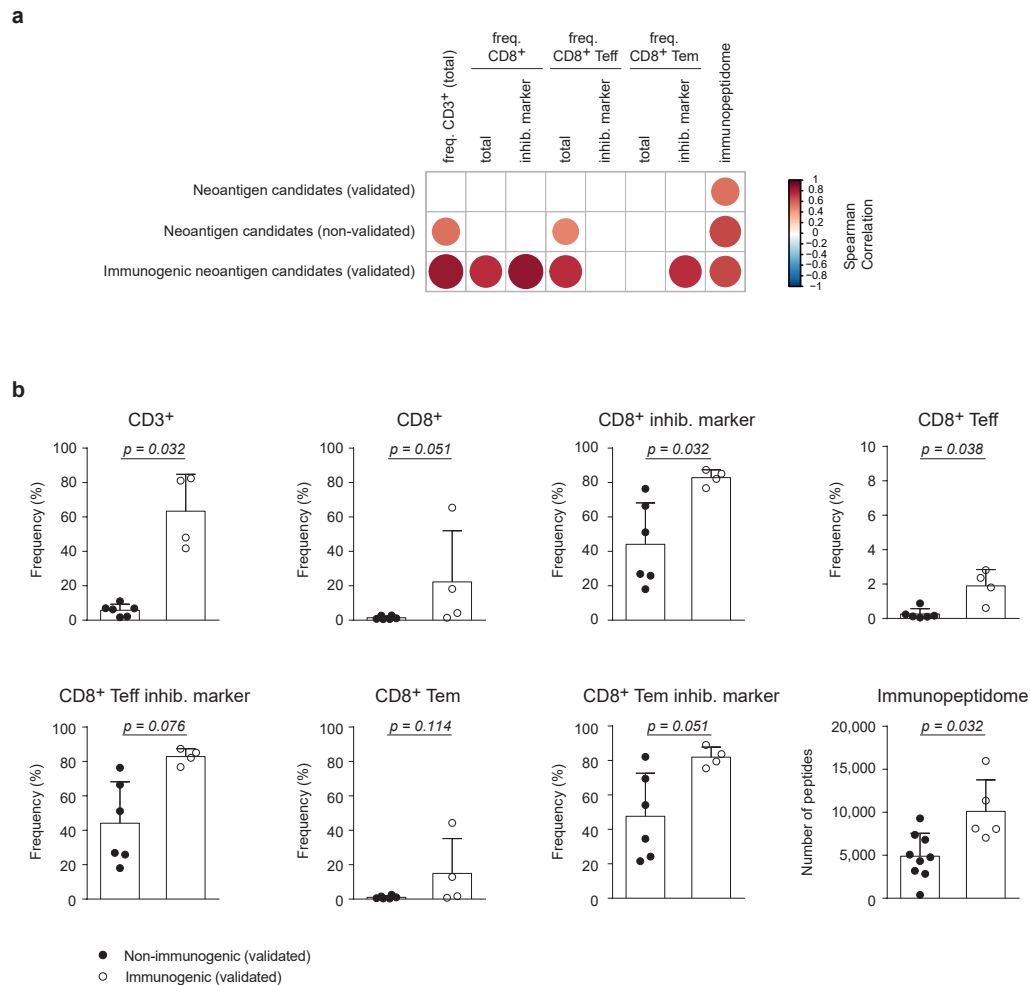 a
freq. CD3+ (total)
freq. CD8+
total
inhib. marker
freq. CD8+ Teff
total
inhib. marker
freq. CD8+ Tem
total
inhib. marker
immunopeptidome
Neoantigen candidates (validated)
Neoantigen candidates (non-validated)
Immunogenic neoantigen candidates (validated)
1
0.8
0.6
0.4
0.2
0
−0.2
−0.4
−0.6
−0.8
−1
Spearman
Correlation
b
CD3+
p = 0.032
Frequency (%)
100
80
60
40
20
0
CD8+
p = 0.051
Frequency (%)
100
80
60
40
20
0
CD8+ inhib. marker
p = 0.032
Frequency (%)
100
80
60
40
20
0
CD8+ Teff
p = 0.038
Frequency (%)
10
8
6
4
2
0
CD8+ Teff inhib. marker
p = 0.076
Frequency (%)
100
80
60
40
20
0
CD8+ Tem
p = 0.114
Frequency (%)
100
80
60
40
20
0
CD8+ Tem inhib. marker
p = 0.051
Frequency (%)
100
80
60
40
20
0
Immunopeptidome
p = 0.032
Number of peptides
20,000
15,000
10,000
5,000
0
Non-immunogenic (validated)
Immunogenic (validated)